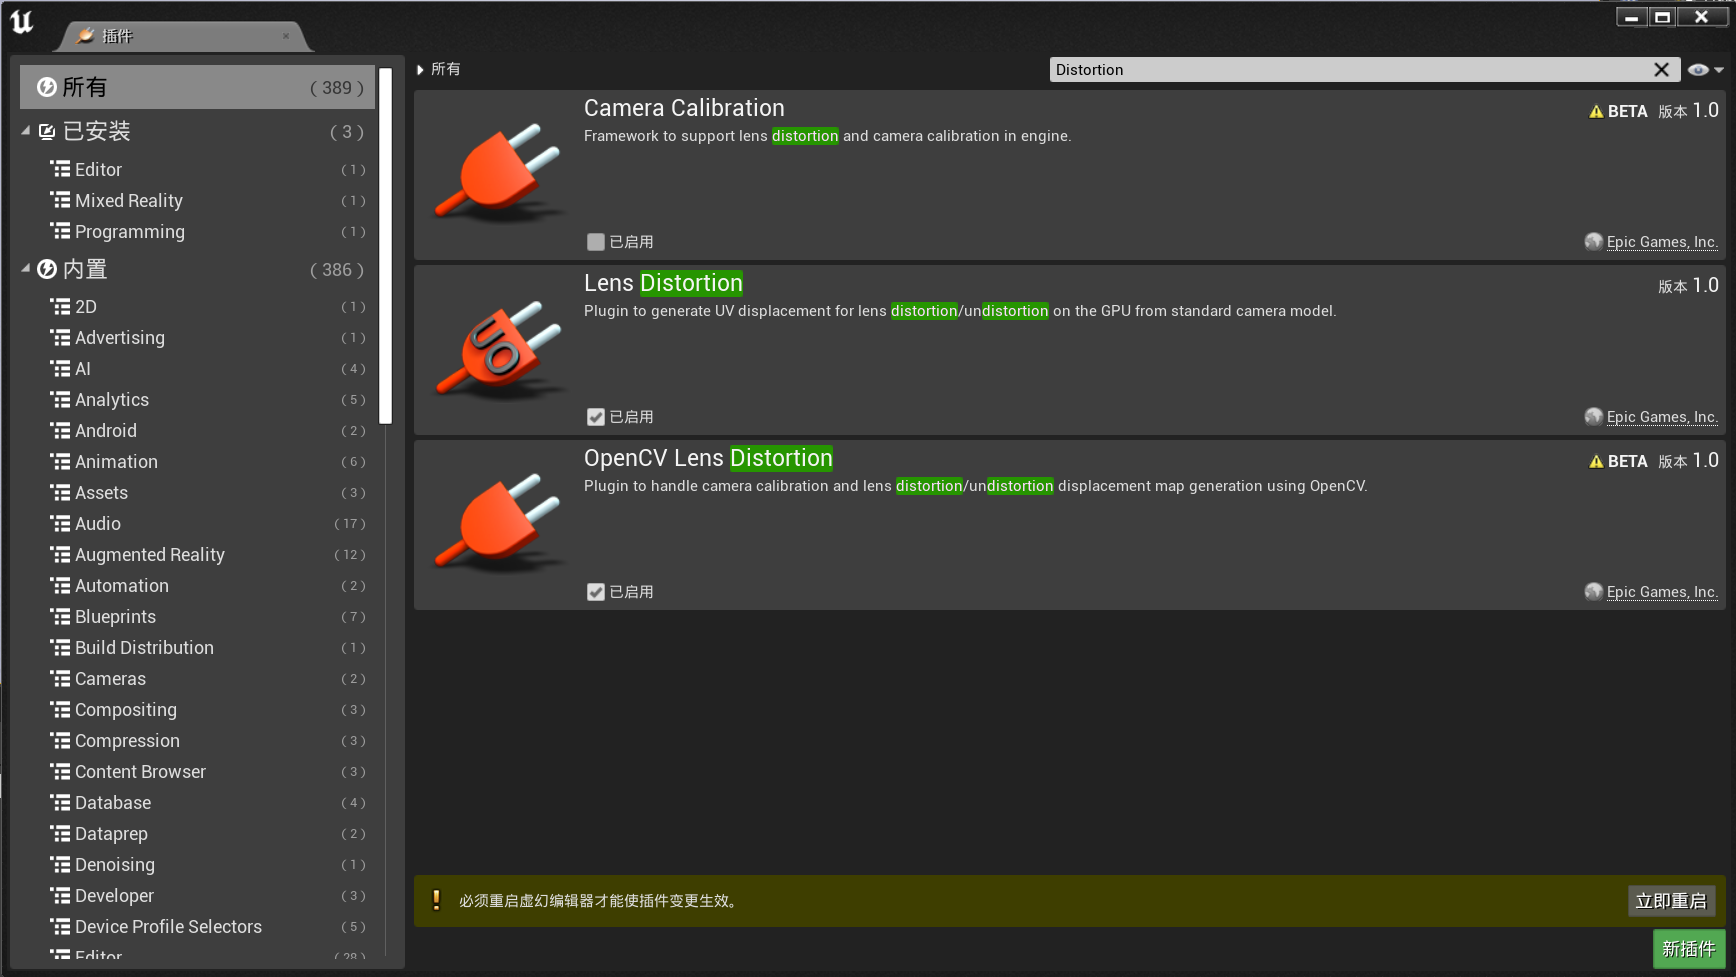 插件
所有 ( 389 )
已安装 ( 3 )
Editor ( 1 )
Mixed Reality ( 1 )
Programming ( 1 )
内置 ( 386 )
2D ( 1 )
Advertising ( 1 )
AI ( 4 )
Analytics ( 5 )
Android ( 2 )
Animation ( 6 )
Assets ( 3 )
Audio ( 17 )
Augmented Reality ( 12 )
Automation ( 2 )
Blueprints ( 7 )
Build Distribution ( 1 )
Cameras ( 2 )
Compositing ( 3 )
Compression ( 3 )
Content Browser ( 3 )
Database ( 4 )
Dataprep ( 2 )
Denoising ( 1 )
Developer ( 3 )
Device Profile Selectors ( 5 )
Editor ( 28 )
所有
Distortion
Camera Calibration
BETA 版本 1.0
Framework to support lens distortion and camera calibration in engine.
已启用
Epic Games, Inc.
Lens Distortion
版本 1.0
Plugin to generate UV displacement for lens distortion/undistortion on the GPU from standard camera model.
已启用
Epic Games, Inc.
OpenCV Lens Distortion
BETA 版本 1.0
Plugin to handle camera calibration and lens distortion/undistortion displacement map generation using OpenCV.
已启用
Epic Games, Inc.
必须重启虚幻编辑器才能使插件变更生效。
立即重启
新插件